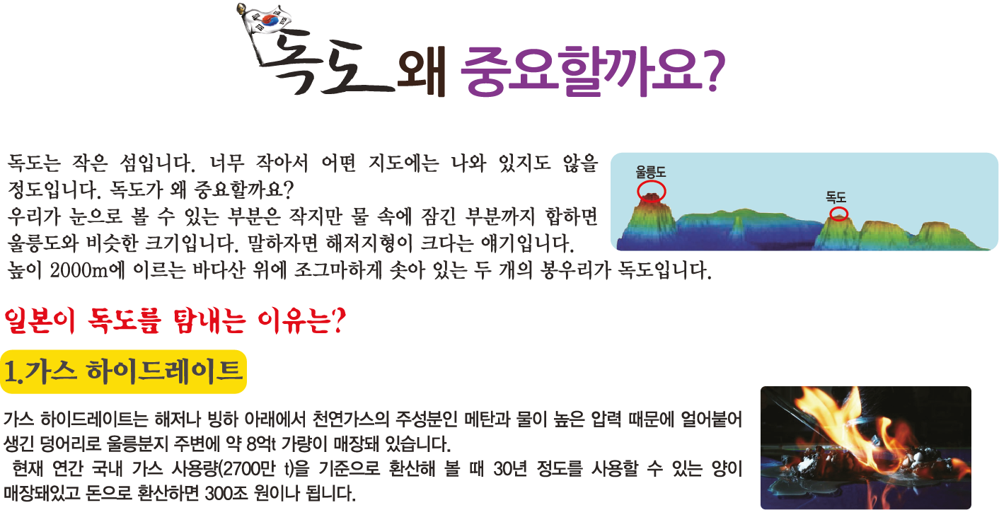 독도 왜 중요할까요?
독도는 작은 섬입니다. 너무 작아서 어떤 지도에는 나와 있지도 않을
정도입니다. 독도가 왜 중요할까요?
우리가 눈으로 볼 수 있는 부분은 작지만 물 속에 잠긴 부분까지 합하면
울릉도와 비슷한 크기입니다. 말하자면 해저지형이 크다는 얘기입니다.
높이 2000m에 이르는 바다산 위에 조그마하게 솟아 있는 두 개의 봉우리가 독도입니다.
울릉도
독도
일본이 독도를 탐내는 이유는?
1.가스 하이드레이트
가스 하이드레이트는 해저나 빙하 아래에서 천연가스의 주성분인 메탄과 물이 높은 압력 때문에 얼어붙어
생긴 덩어리로 울릉분지 주변에 약 8억t 가량이 매장돼 있습니다.
현재 연간 국내 가스 사용량(2700만 t)을 기준으로 환산해 볼 때 30년 정도를 사용할 수 있는 양이
매장돼있고 돈으로 환산하면 300조 원이나 됩니다.